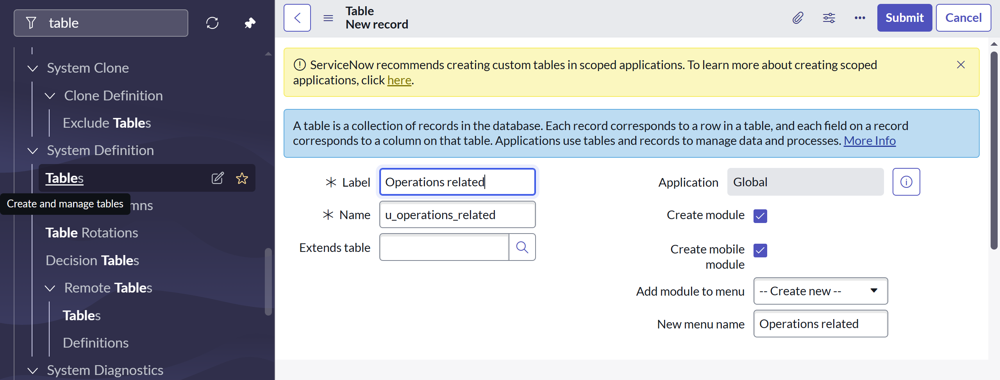 table
System Clone
Clone Definition
Exclude Tables
System Definition
Tables
Create and manage tables
mns
Table Rotations
Decision Tables
Remote Tables
Tables
Definitions
System Diagnostics
Table
New record
Submit
Cancel
ServiceNow recommends creating custom tables in scoped applications. To learn more about creating scoped
applications, click here.
A table is a collection of records in the database. Each record corresponds to a row in a table, and each field on a record
corresponds to a column on that table. Applications use tables and records to manage data and processes. More Info
Label
Operations related
Name
u_operations_related
Extends table
Application
Global
Create module
Create mobile
module
Add module to menu
-- Create new --
New menu name
Operations related